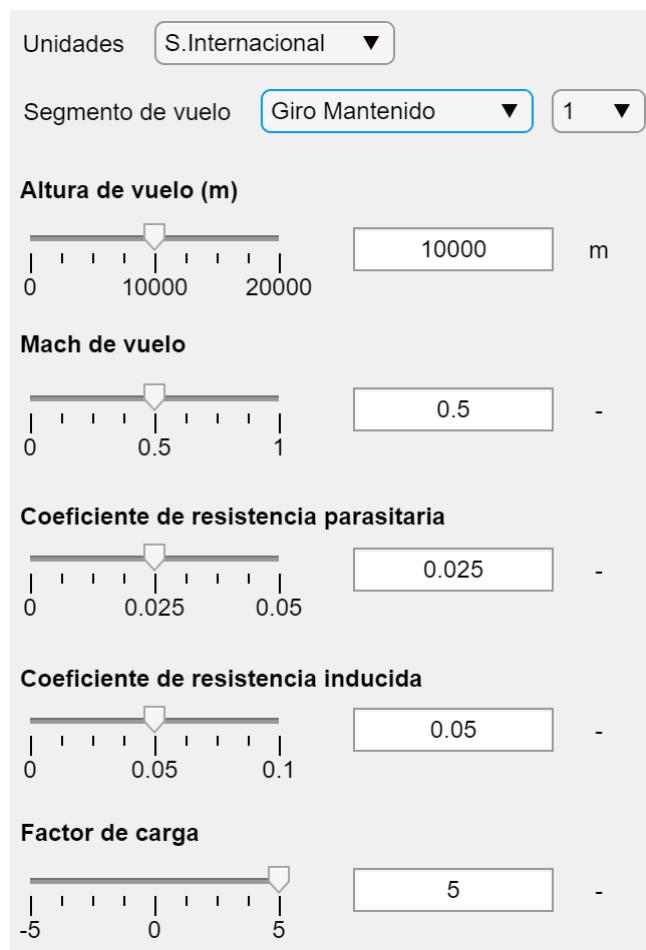 Unidades S.Internacional ▼
Segmento de vuelo Giro Mantenido ▼ 1 ▼
Altura de vuelo (m)
10000 m
0 10000 20000
Mach de vuelo
0.5 -
0 0.5 1
Coeficiente de resistencia parasitaria
0.025 -
0 0.025 0.05
Coeficiente de resistencia inducida
0.05 -
0 0.05 0.1
Factor de carga
5 -
-5 0 5